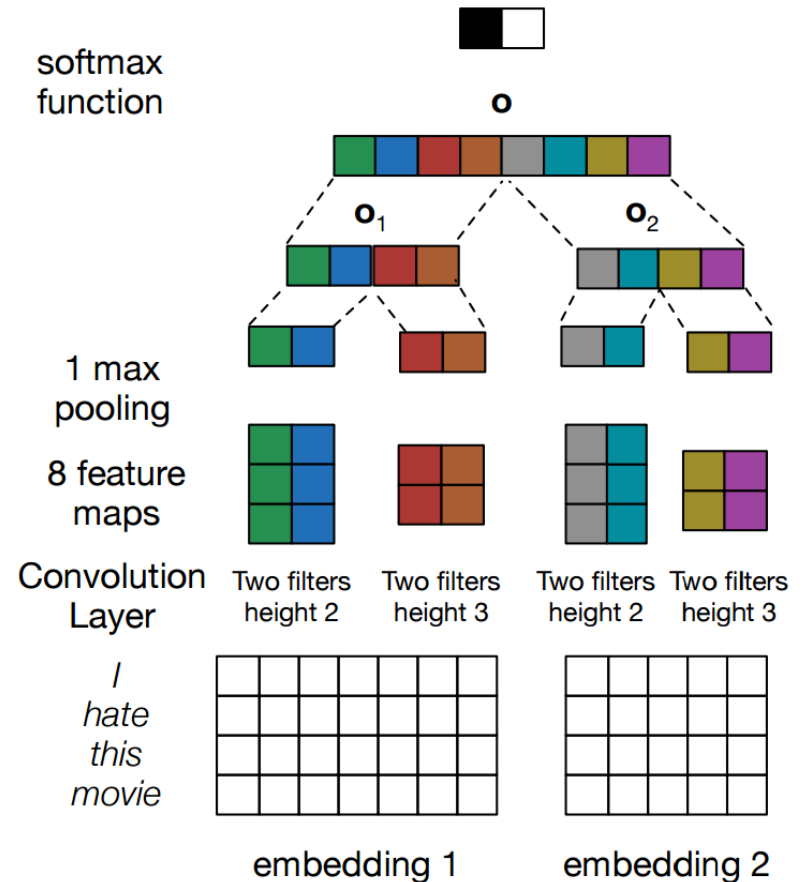 softmax
function
o
o1
o2
1 max
pooling
8 feature
maps
Convolution
Layer
Two filters
height 2
Two filters
height 3
Two filters
height 2
Two filters
height 3
I
hate
this
movie
embedding 1
embedding 2